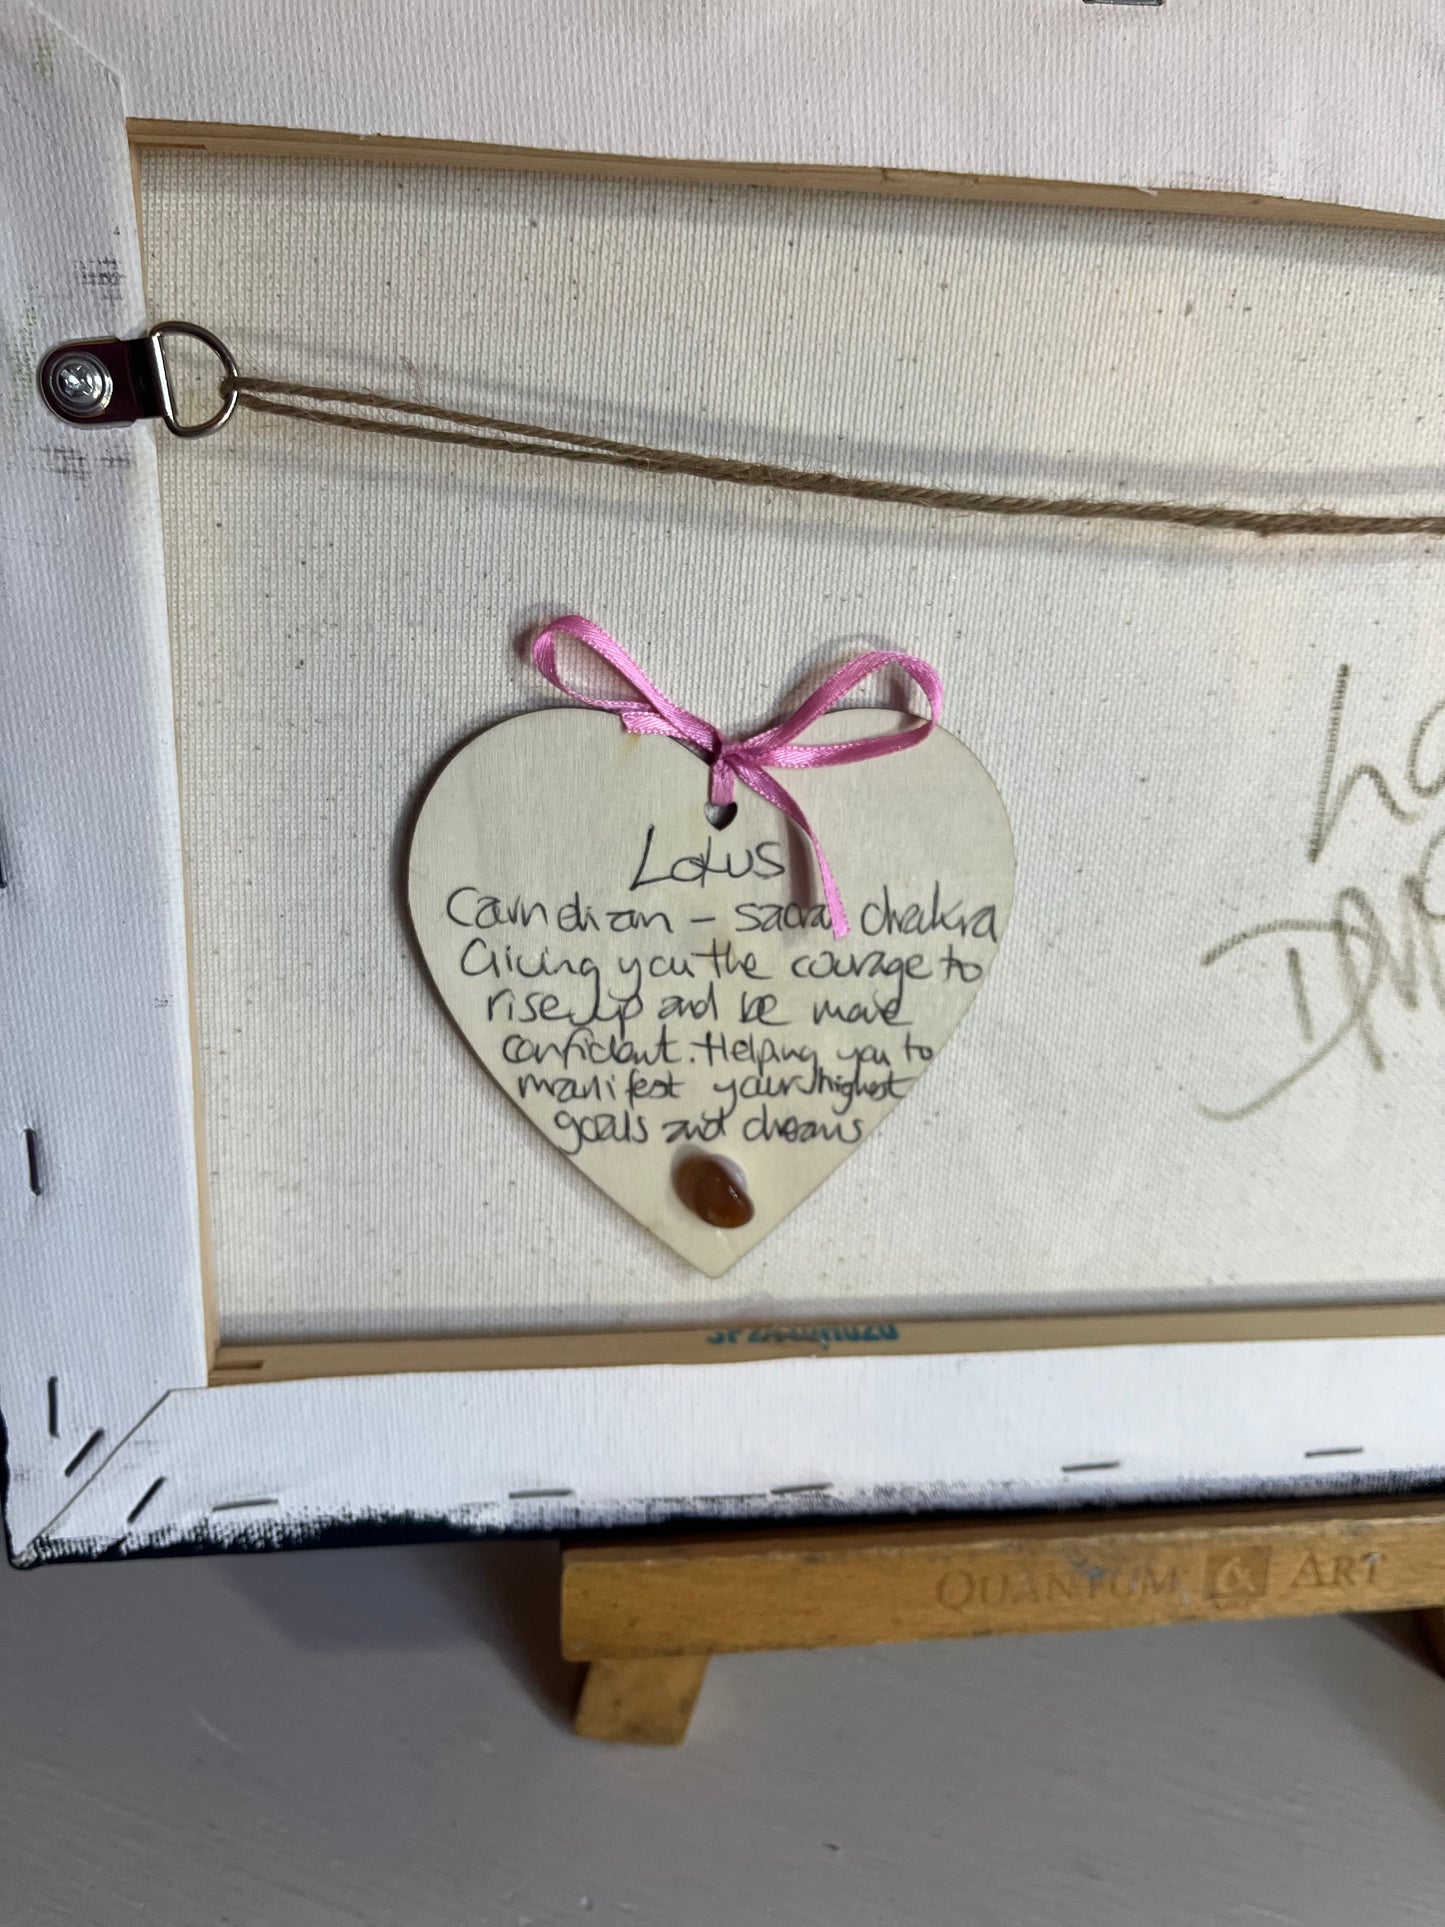 Lotus
Carndian - sacral chakra
Giving you the courage to
rise up and be more
confident. Helping you to
manifest your highest
goals and dreams
QUANTUM ART